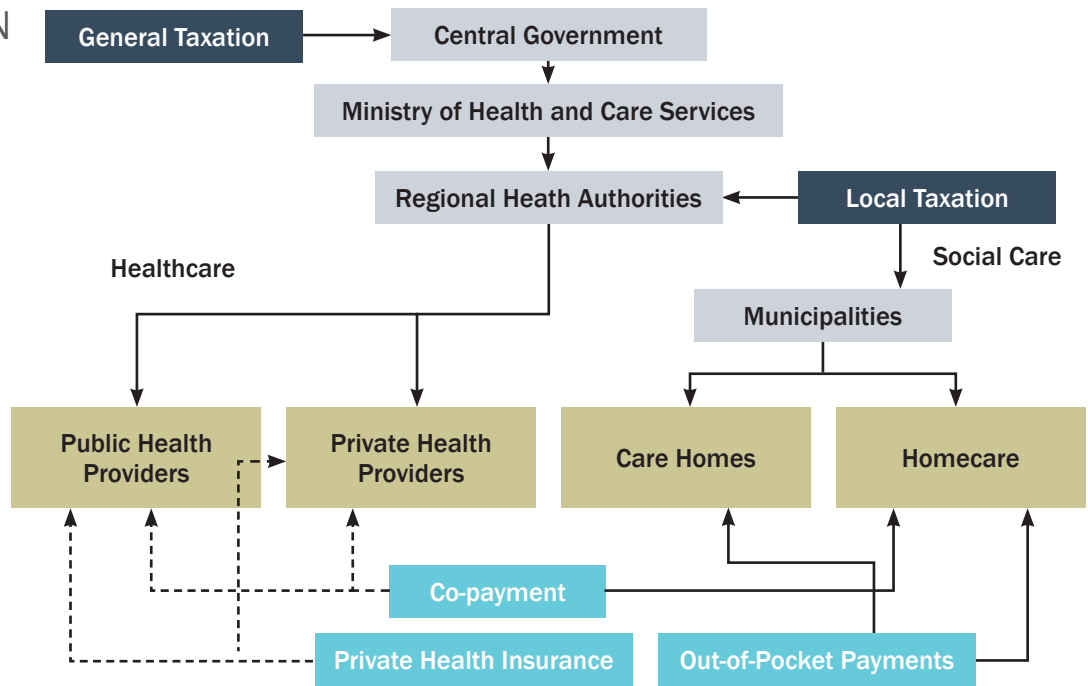 N
General Taxation
Central Government
Ministry of Health and Care Services
Regional Heath Authorities
Local Taxation
Healthcare
Social Care
Municipalities
Public Health
Providers
Private Health
Providers
Care Homes
Homecare
Co-payment
Private Health Insurance
Out-of-Pocket Payments